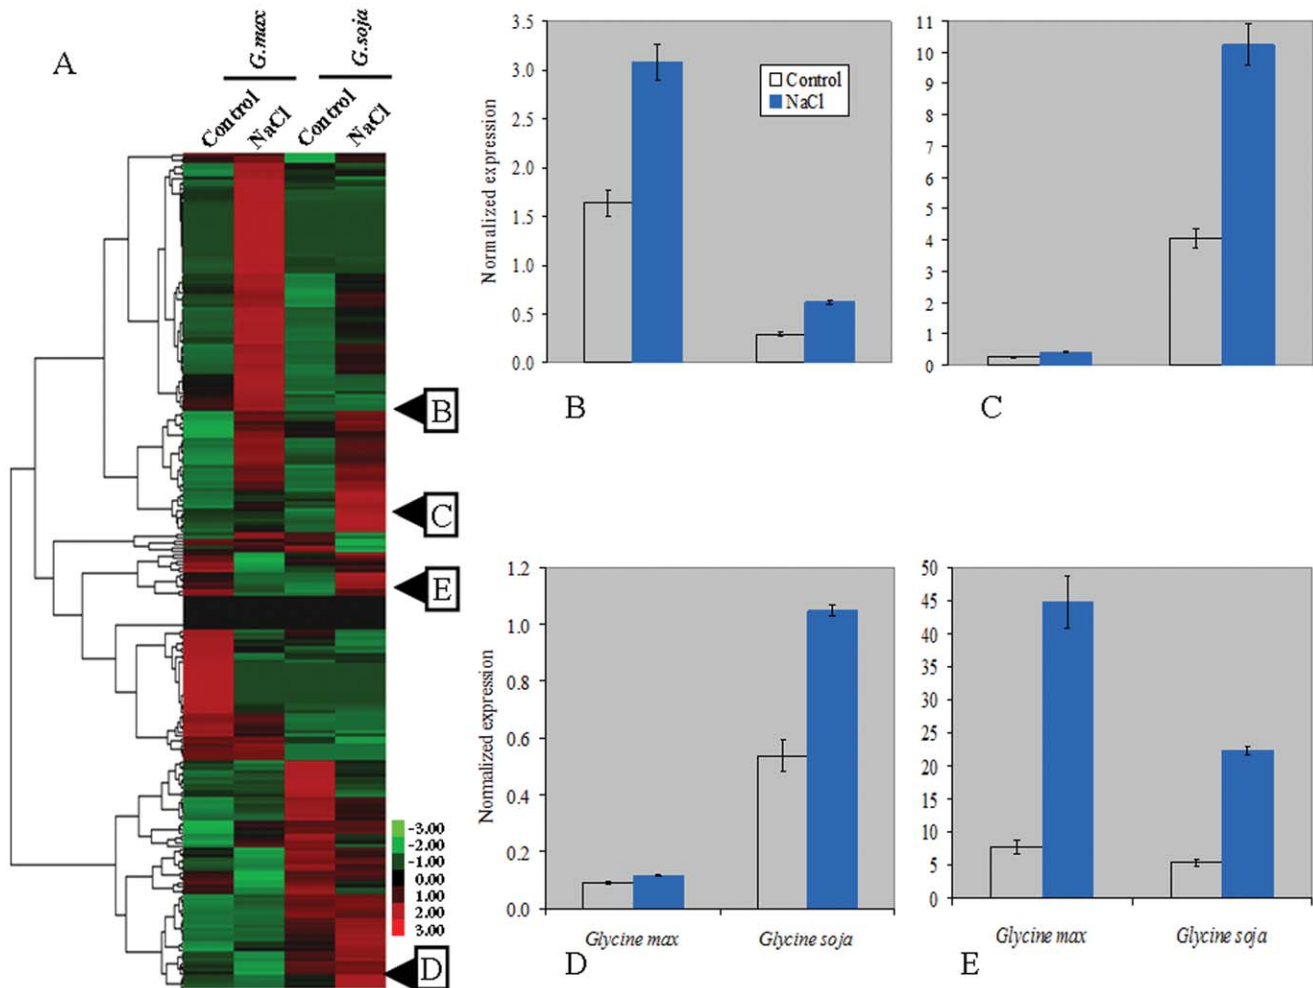 A
G.max
G.soja
Control
NaCl
Control
NaCl
B
C
E
D
-3.00
-2.00
-1.00
0.00
1.00
2.00
3.00
Normalized expression
3.5
3.0
2.5
2.0
1.5
1.0
0.5
0.0
Control
NaCl
B
11
10
9
8
7
6
5
4
3
2
1
0
C
Normalized expression
1.2
1.0
0.8
0.6
0.4
0.2
0.0
Glycine max
Glycine soja
D
50
45
40
35
30
25
20
15
10
5
0
Glycine max
Glycine soja
E